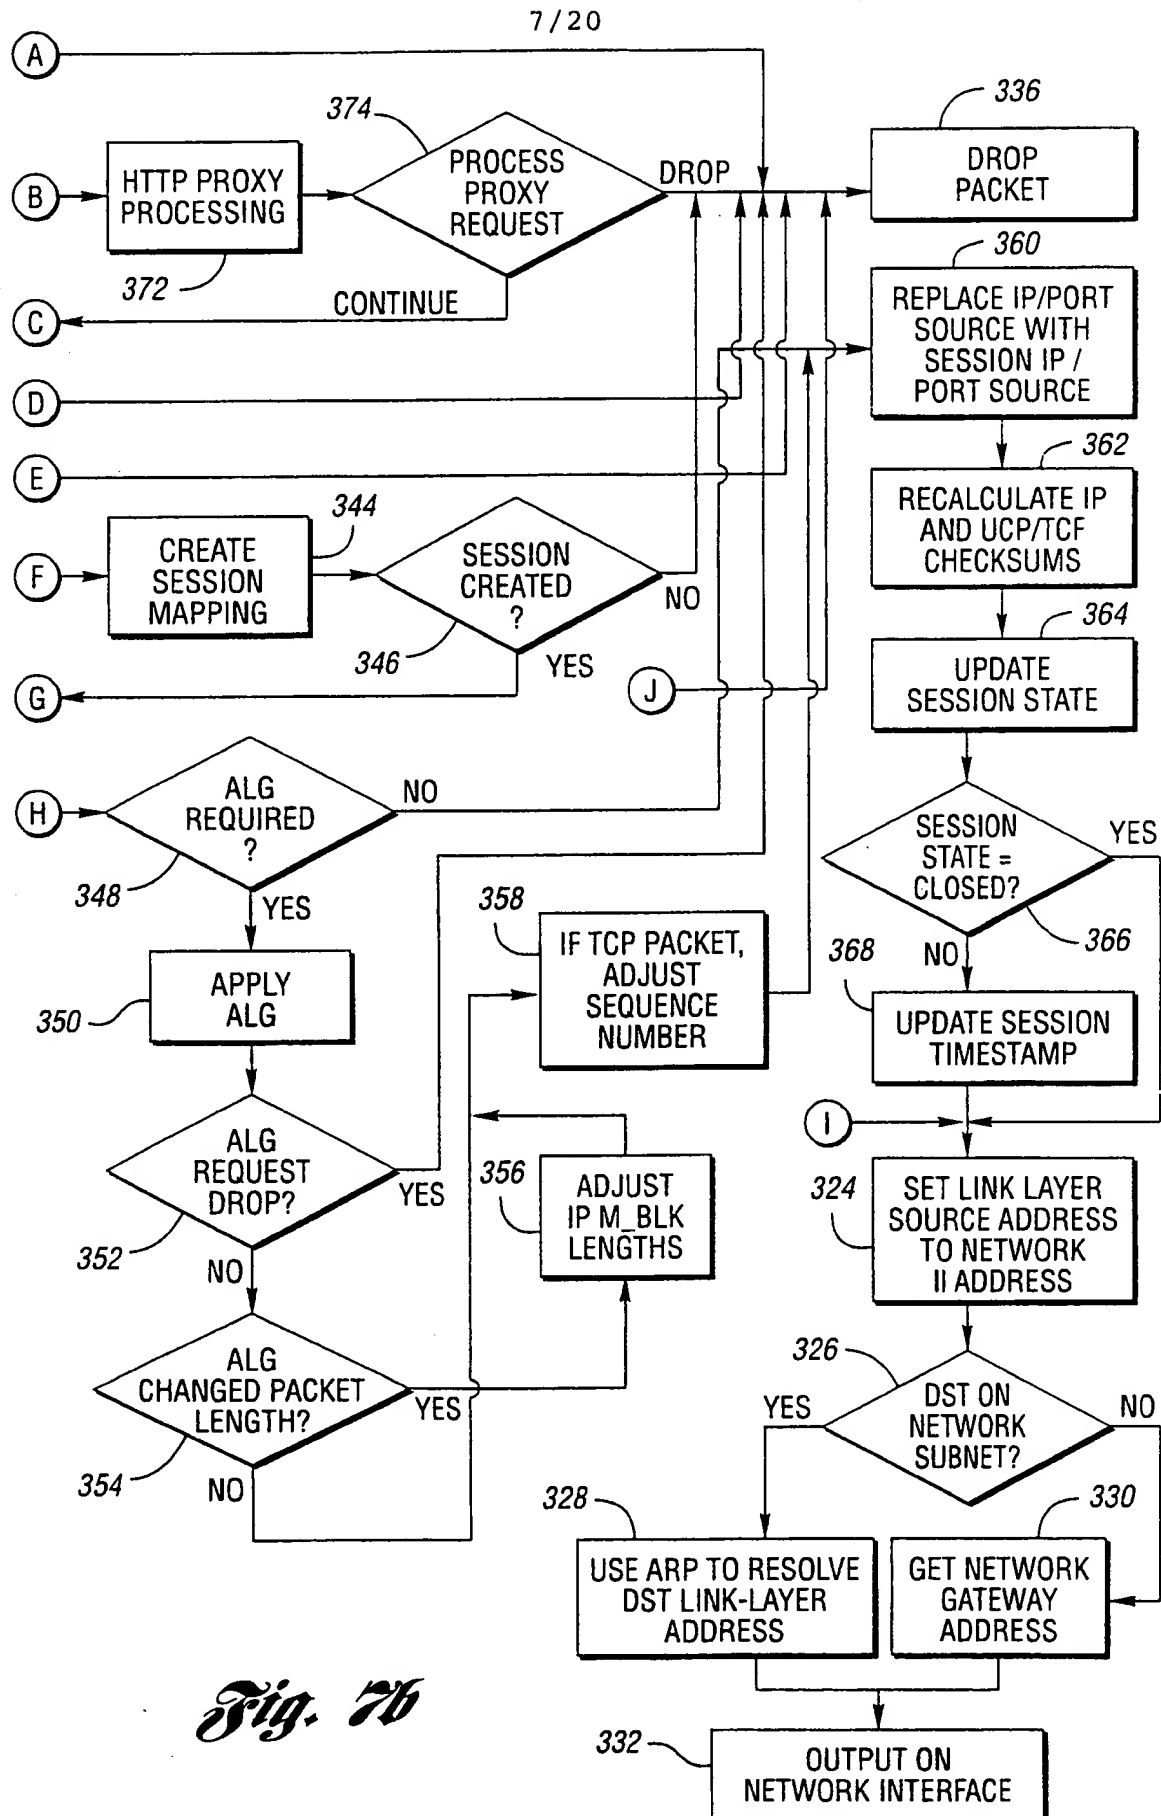 7/20
A
336
374
DROP
PACKET
B
HTTP PROXY
PROCESSING
PROCESS
PROXY
REQUEST
DROP
372
360
CONTINUE
C
REPLACE IP/PORT
SOURCE WITH
SESSION IP /
PORT SOURCE
D
E
362
RECALCULATE IP
AND UCP/TCF
CHECKSUMS
344
F
CREATE
SESSION
MAPPING
SESSION
CREATED
?
NO
346
YES
364
UPDATE
SESSION STATE
G
J
H
ALG
REQUIRED
?
NO
348
YES
SESSION
STATE =
CLOSED?
YES
366
NO
358
IF TCP PACKET,
ADJUST
SEQUENCE
NUMBER
368
UPDATE SESSION
TIMESTAMP
APPLY
ALG
350
I
ALG
REQUEST
DROP?
YES
352
NO
356
ADJUST
IP M_BLK
LENGTHS
324
SET LINK LAYER
SOURCE ADDRESS
TO NETWORK
II ADDRESS
326
ALG
CHANGED PACKET
LENGTH?
YES
354
NO
YES
DST ON
NETWORK
SUBNET?
NO
328
330
USE ARP TO RESOLVE
DST LINK-LAYER
ADDRESS
GET NETWORK
GATEWAY
ADDRESS
332
OUTPUT ON
NETWORK INTERFACE
Fig. 7b